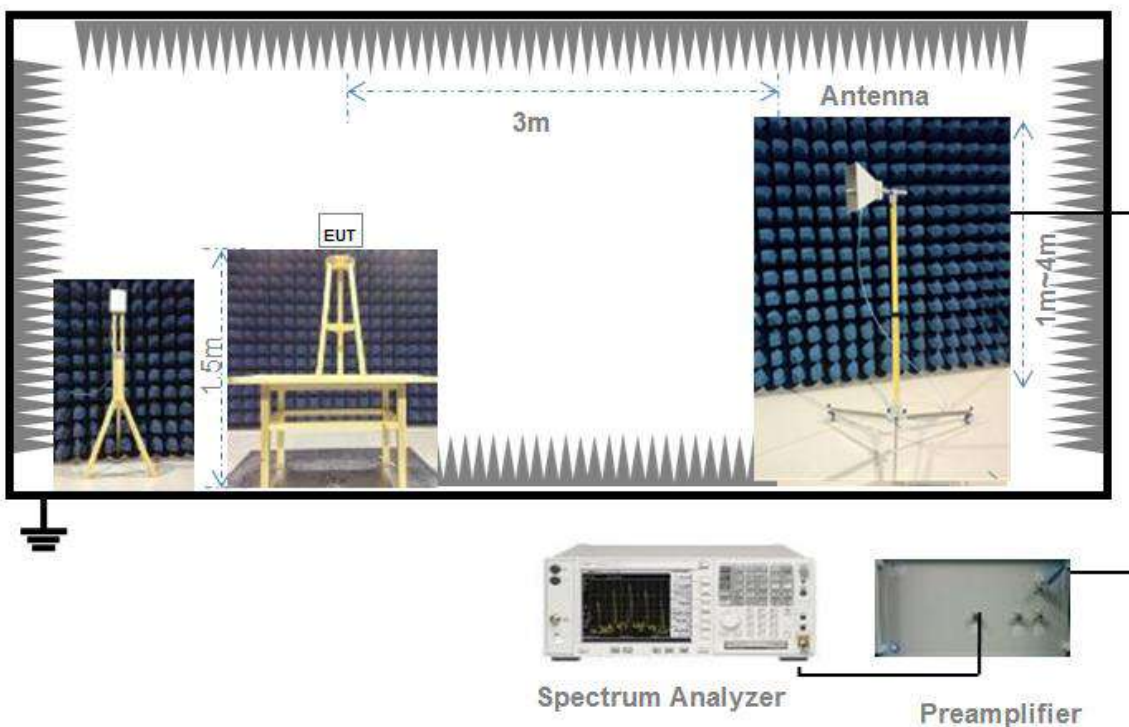 Antenna
3m
EUT
1.5m
1m~4m
Spectrum Analyzer
Preamplifier